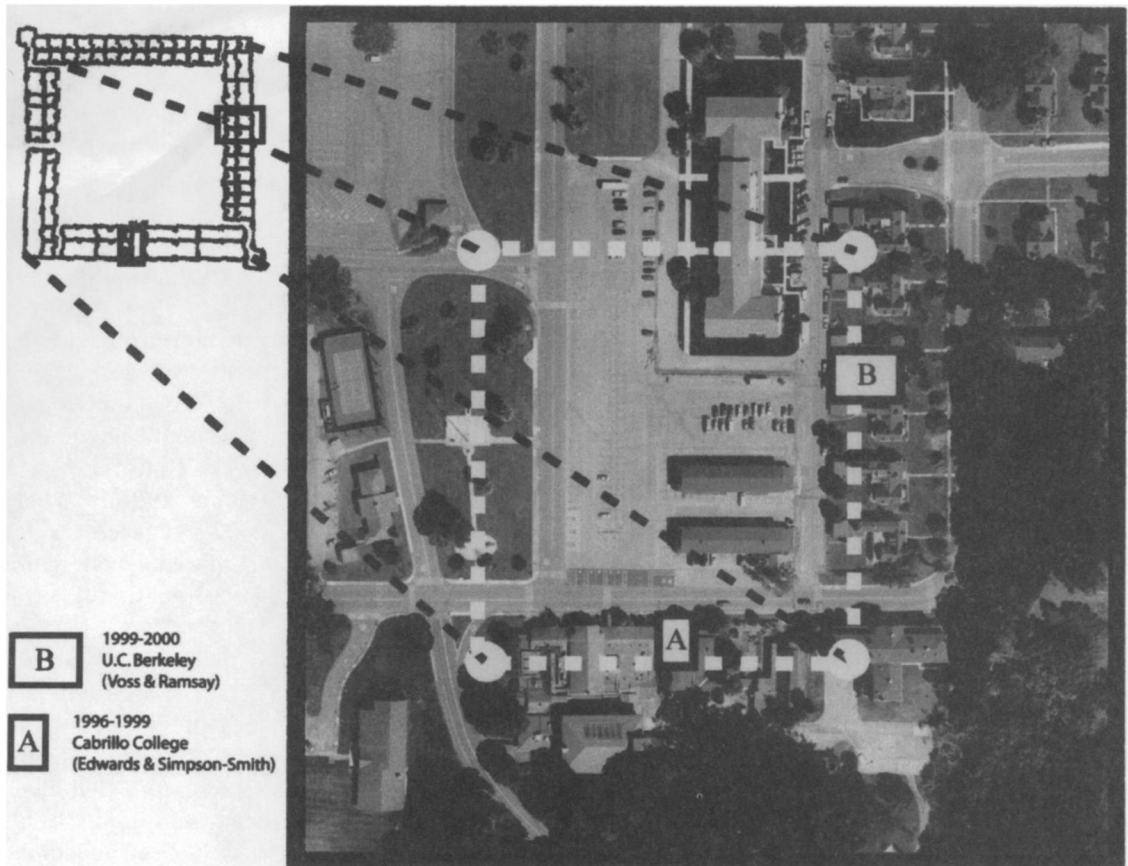 B
A
B
1999-2000
U.C. Berkeley
(Voss & Ramsay)
A
1996-1999
Cabrillo College
(Edwards & Simpson-Smith)